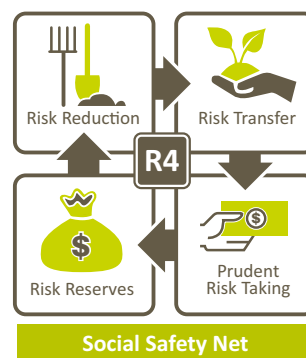 Risk Reduction
Risk Transfer
R4
$
$
Risk Reserves
Prudent
Risk Taking
Social Safety Net